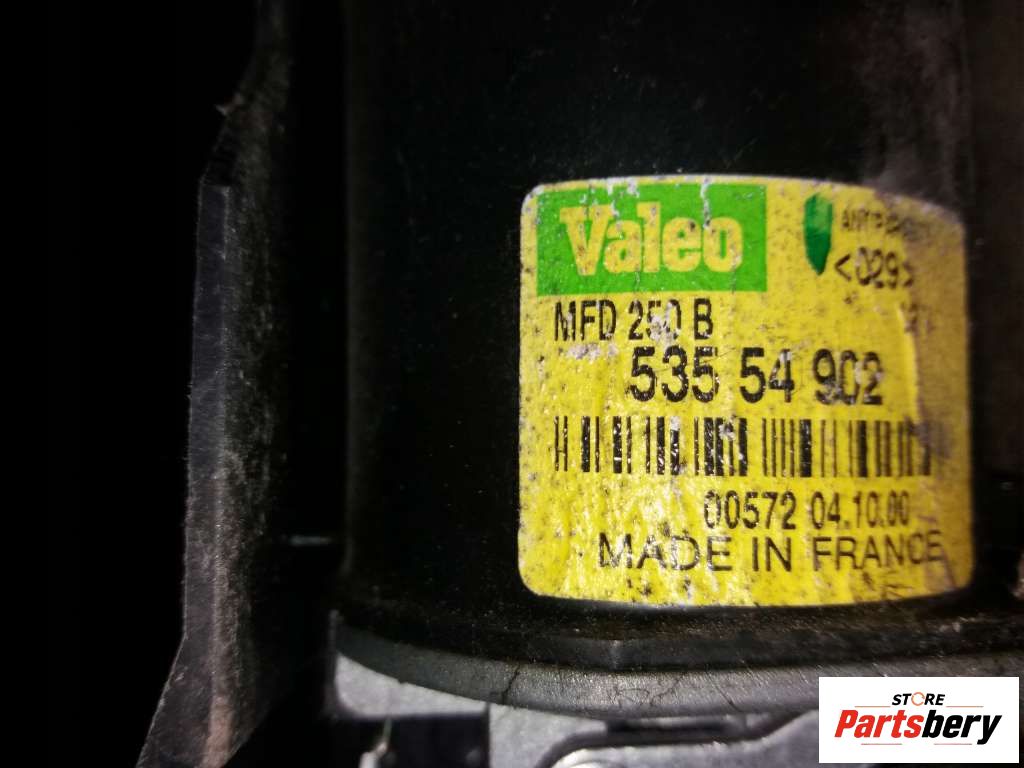 Valeo
<029>
MFD 250 B
535 54 902
00572 04.10.00
MADE IN FRANCE
STORE
Partsbery